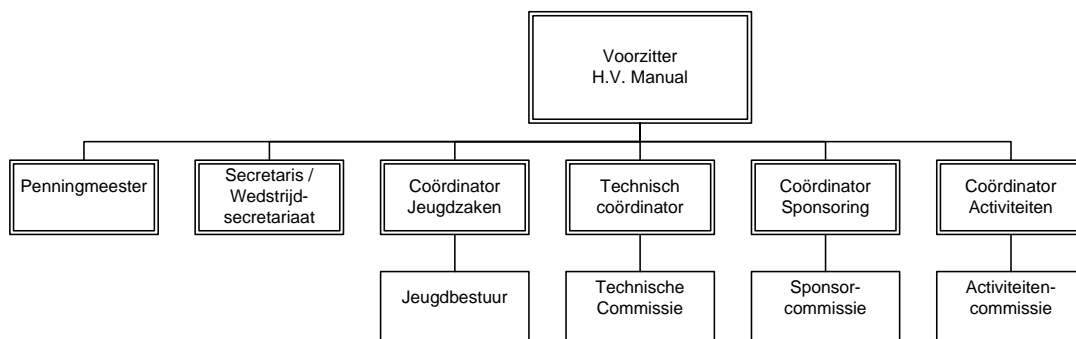 Voorzitter
H.V. Manual
Penningmeester
Secretaris /
Wedstrijd-
secretariaat
Coördinator
Jeugdzaken
Technisch
coördinator
Coördinator
Sponsoring
Coördinator
Activiteiten
Jeugdbestuur
Technische
Commissie
Sponsor-
commissie
Activiteiten-
commissie